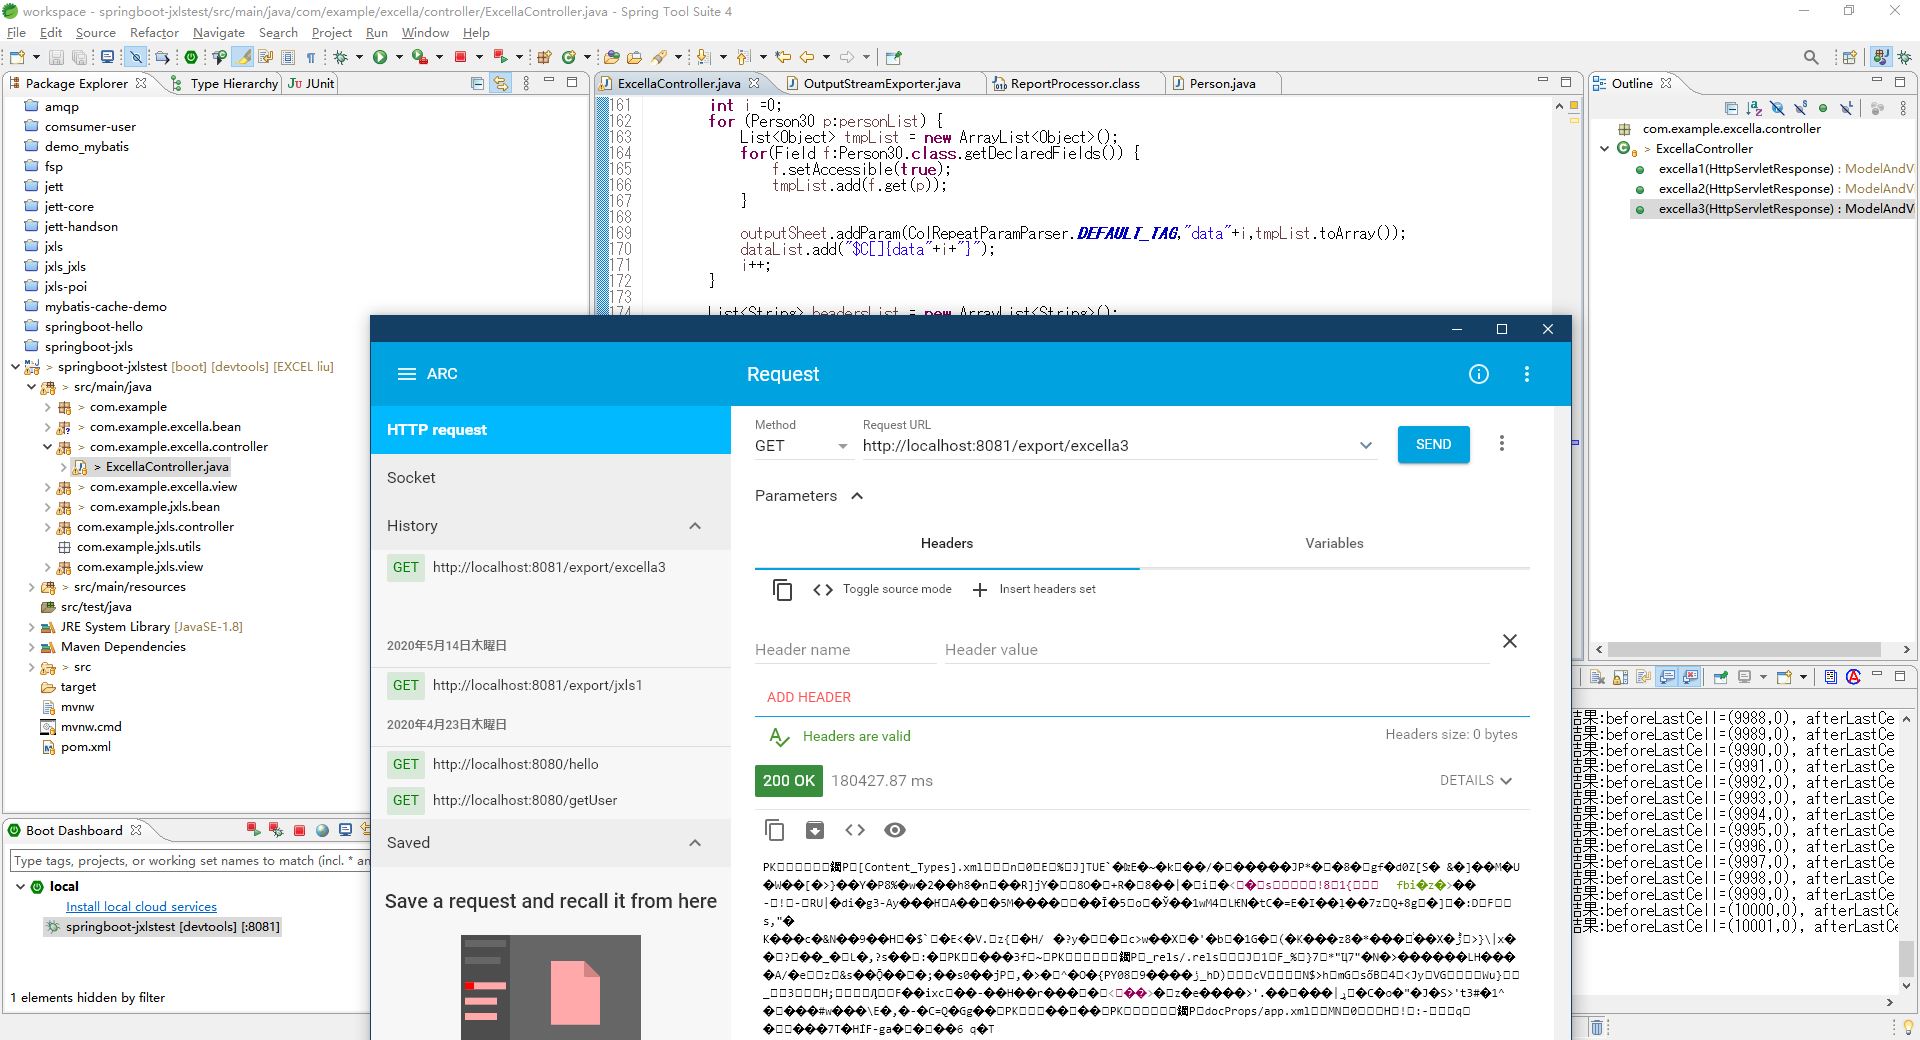 workspace - springboot-jxlstest/src/main/java/com/example/excella/controller/ExcellaController.java - Spring Tool Suite 4
File Edit Source Refactor Navigate Search Project Run Window Help
Package Explorer
Type Hierarchy
JUnit
amqp
comsumer-user
demo_mybatis
fsp
jett
jett-core
jett-handson
jxls
jxls_jxls
jxls-poi
mybatis-cache-demo
springboot-hello
springboot-jxls
> springboot-jxlstest [boot] [devtools] [EXCEL liu]
> src/main/java
> com.example
> com.example.excella.bean
> com.example.excella.controller
> ExcellaController.java
> com.example.excella.view
> com.example.jxls.bean
com.example.jxls.controller
com.example.jxls.utils
com.example.jxls.view
> src/main/resources
src/test/java
JRE System Library [JavaSE-1.8]
Maven Dependencies
> src
target
mvnw
mvnw.cmd
pom.xml
Boot Dashboard
Type tags, projects, or working set names to match (incl. * an
local
Install local cloud services
springboot-jxlstest [devtools] [:8081]
1 elements hidden by filter
ExcellaController.java
OutputStreamExporter.java
ReportProcessor.class
Person.java
161 int i =0;
162 for (Person30 p:personList) {
163 List<Object> tmpList = new ArrayList<Object>();
164 for(Field f:Person30.class.getDeclaredFields()) {
165 f.setAccessible(true);
166 tmpList.add(f.get(p));
167 }
168
169 outputSheet.addParam(ColRepeatParamParser.DEFAULT_TAG,"data"+i,tmpList.toArray());
170 dataList.add("$C[]{data"+i+"}");
171 i++;
172 }
173
174 List<String> headersList = new ArrayList<String>();
Outline
com.example.excella.controller
> ExcellaController
excella1(HttpServletResponse) : ModelAndV
excella2(HttpServletResponse) : ModelAndV
excella3(HttpServletResponse) : ModelAndV
ARC
Request
HTTP request
Socket
History
GET http://localhost:8081/export/excella3
2020年5月14日木曜日
GET http://localhost:8081/export/jxls1
2020年4月23日木曜日
GET http://localhost:8080/hello
GET http://localhost:8080/getUser
Saved
Save a request and recall it from here
Method
GET
Request URL
http://localhost:8081/export/excella3
SEND
Parameters
Headers
Variables
Toggle source mode
Insert headers set
Header name
Header value
ADD HEADER
Headers are valid
Headers size: 0 bytes
200 OK 180427.87 ms
DETAILS
[Content_Types].xml
_rels/.rels
docProps/app.xml
結果:beforeLastCell=(9988,0), afterLastCe
結果:beforeLastCell=(9989,0), afterLastCe
結果:beforeLastCell=(9990,0), afterLastCe
結果:beforeLastCell=(9991,0), afterLastCe
結果:beforeLastCell=(9992,0), afterLastCe
結果:beforeLastCell=(9993,0), afterLastCe
結果:beforeLastCell=(9994,0), afterLastCe
結果:beforeLastCell=(9995,0), afterLastCe
結果:beforeLastCell=(9996,0), afterLastCe
結果:beforeLastCell=(9997,0), afterLastCe
結果:beforeLastCell=(9998,0), afterLastCe
結果:beforeLastCell=(9999,0), afterLastCe
結果:beforeLastCell=(10000,0), afterLastC
結果:beforeLastCell=(10001,0), afterLastC